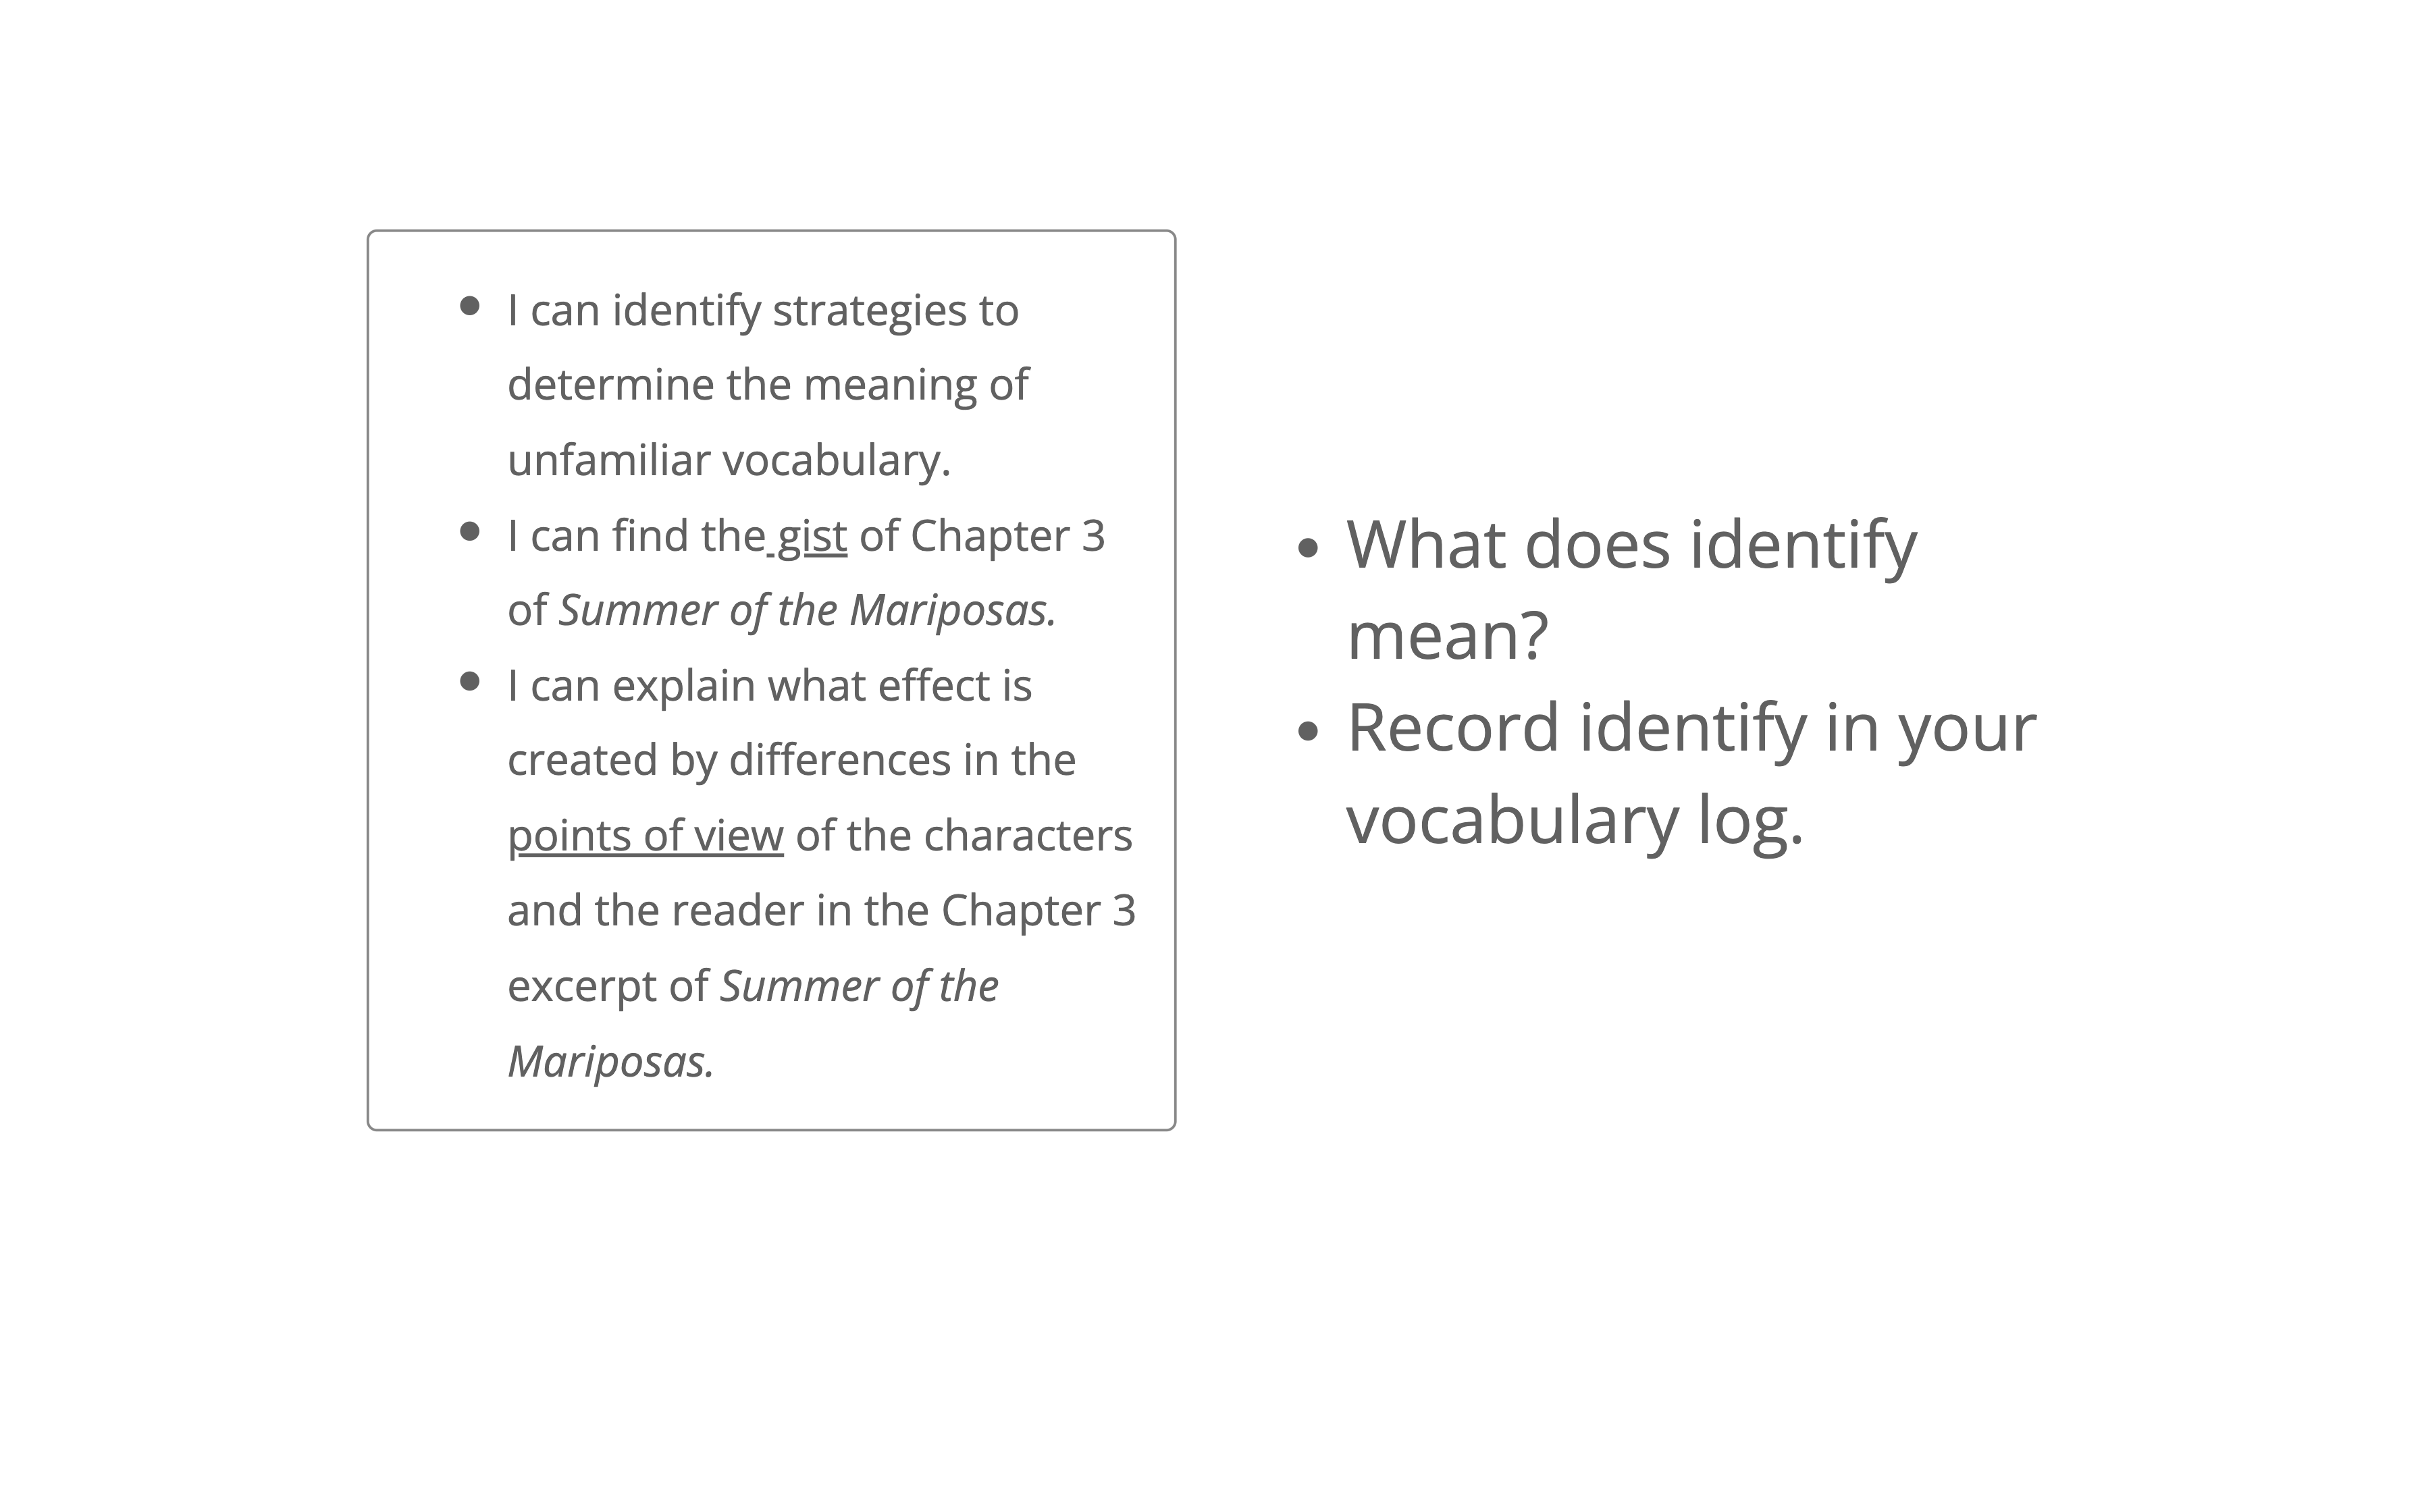 I can identify strategies to
determine the meaning of
unfamiliar vocabulary.
I can find the gist of Chapter 3
of Summer of the Mariposas.
I can explain what effect is
created by differences in the
points of view of the characters
and the reader in the Chapter 3
excerpt of Summer of the
Mariposas.
What does identify
mean?
Record identify in your
vocabulary log.